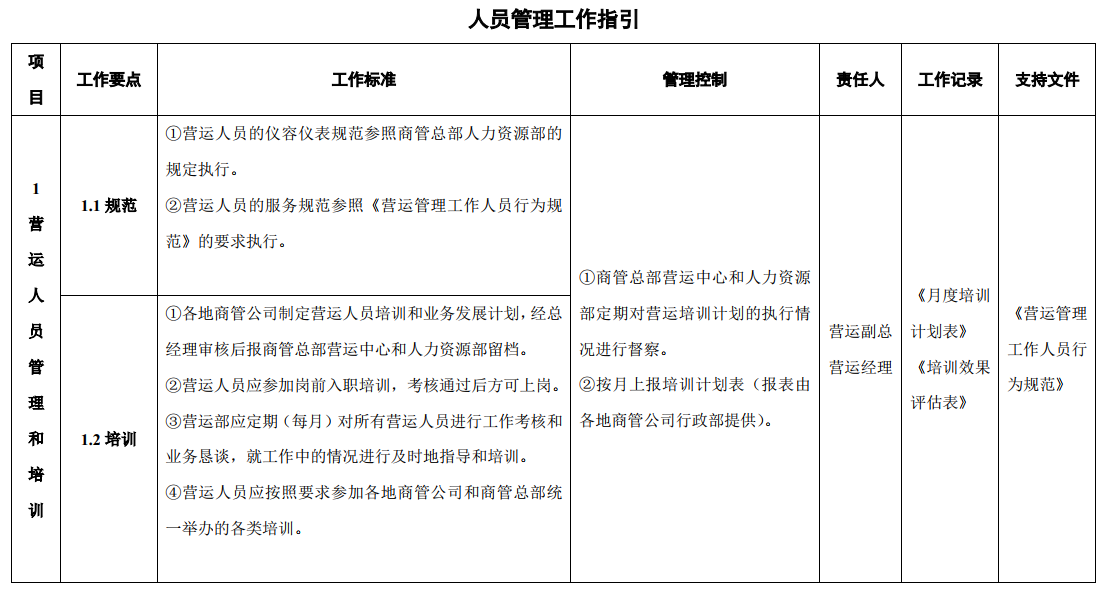 人员管理工作指引
项
目
工作要点
工作标准
管理控制
责任人
工作记录
支持文件
1
营
运
人
员
管
理
和
培
训
1.1 规范
①营运人员的仪容仪表规范参照商管总部人力资源部的
规定执行。
②营运人员的服务规范参照《营运管理工作人员行为规
范》的要求执行。
1.2 培训
①各地商管公司制定营运人员培训和业务发展计划，经总
经理审核后报商管总部营运中心和人力资源部留档。
②营运人员应参加岗前入职培训，考核通过后方可上岗。
③营运部应定期（每月）对所有营运人员进行工作考核和
业务恳谈，就工作中的情况进行及时地指导和培训。
④营运人员应按照要求参加各地商管公司和商管总部统
一举办的各类培训。
①商管总部营运中心和人力资源
部定期对营运培训计划的执行情
况进行督察。
②按月上报培训计划表（报表由
各地商管公司行政部提供）。
营运副总
营运经理
《月度培训
计划表》
《培训效果
评估表》
《营运管理
工作人员行
为规范》